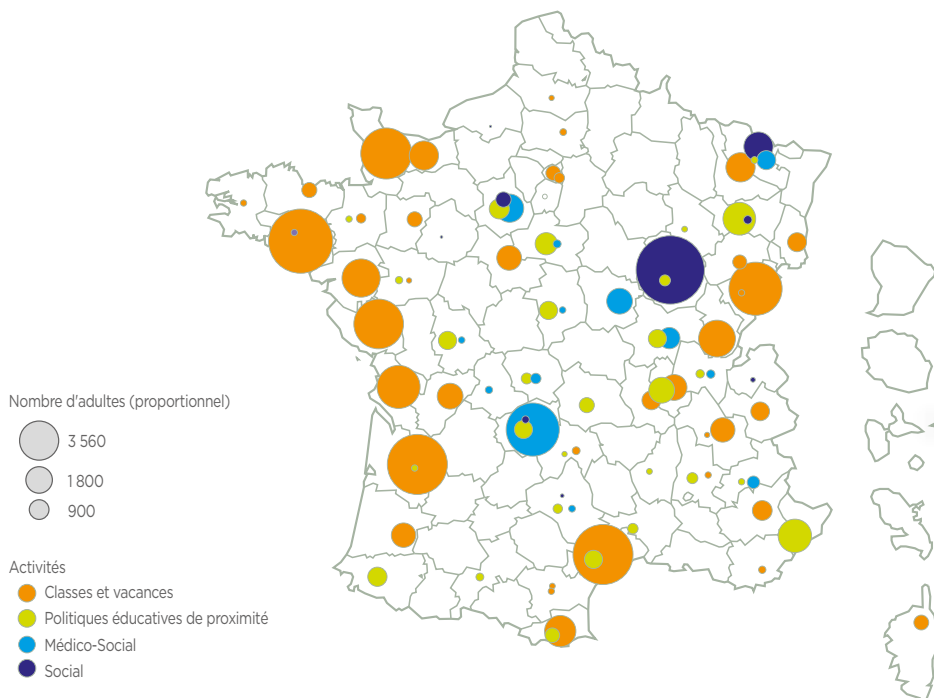 Nombre d'adultes (proportionnel)
3 560
1 800
900
Activités
Classes et vacances
Politiques éducatives de proximité
Médico-Social
Social